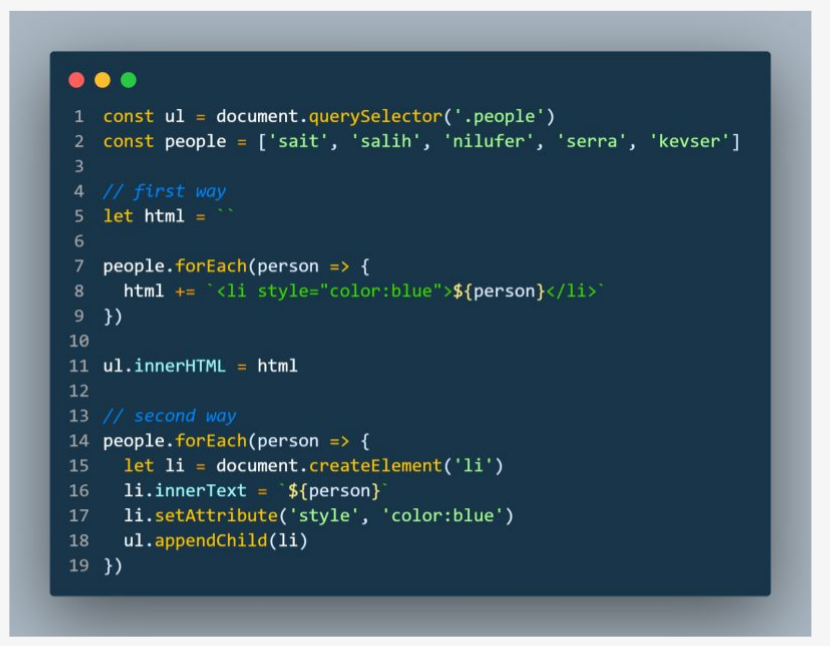 1 const ul = document.querySelector('.people')
2 const people = ['sait', 'salih', 'nilufer', 'serra', 'kevser']
3
4 // first way
5 let html = ``
6
7 people.forEach(person => {
8   html += `<li style="color:blue">${person}</li>`
9 })
10
11 ul.innerHTML = html
12
13 // second way
14 people.forEach(person => {
15   let li = document.createElement('li')
16   li.innerText = `${person}`
17   li.setAttribute('style', 'color:blue')
18   ul.appendChild(li)
19 })